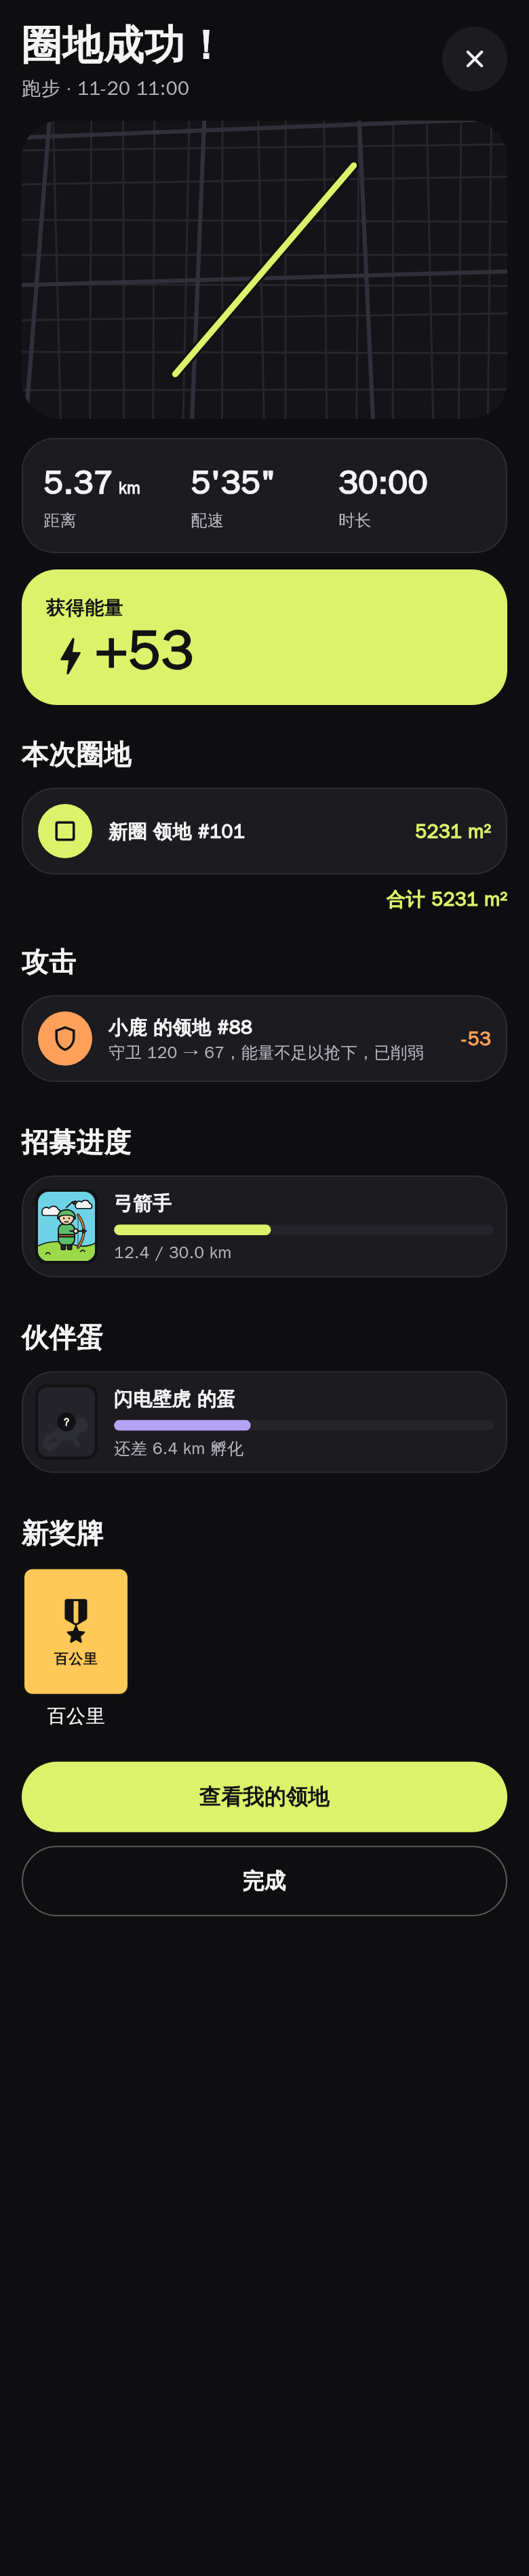 圈地成功！
跑步 · 11-20 11:00
5.37 km
5'35"
30:00
距离
配速
时长
获得能量
+53
本次圈地
新圈 领地 #101
5231 m²
合计 5231 m²
攻击
小鹿 的领地 #88
守卫 120 → 67，能量不足以抢下，已削弱
-53
招募进度
弓箭手
12.4 / 30.0 km
伙伴蛋
?
闪电壁虎 的蛋
还差 6.4 km 孵化
新奖牌
百公里
百公里
查看我的领地
完成